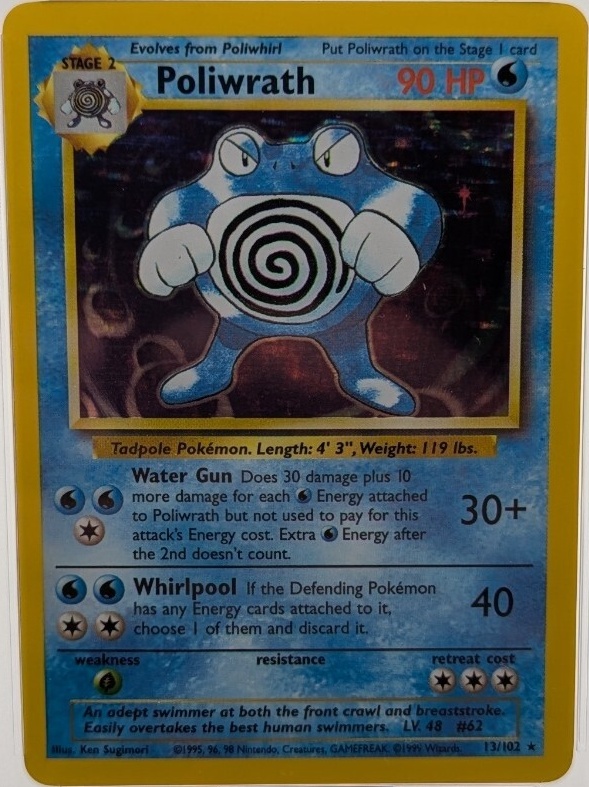 Evolves from Poliwhirl Put Poliwrath on the Stage 1 card
STAGE 2
Poliwrath 90 HP
Tadpole Pokémon. Length: 4' 3", Weight: 119 lbs.
Water Gun Does 30 damage plus 10
more damage for each Energy attached
to Poliwrath but not used to pay for this
attack's Energy cost. Extra Energy after
the 2nd doesn't count.
30+
Whirlpool If the Defending Pokémon
has any Energy cards attached to it,
choose 1 of them and discard it.
40
weakness resistance retreat cost
An adept swimmer at both the front crawl and breaststroke.
Easily overtakes the best human swimmers. LV. 48 #62
Illus. Ken Sugimori ©1995, 96, 98 Nintendo, Creatures, GAMEFREAK. ©1999 Wizards. 13/102 ★